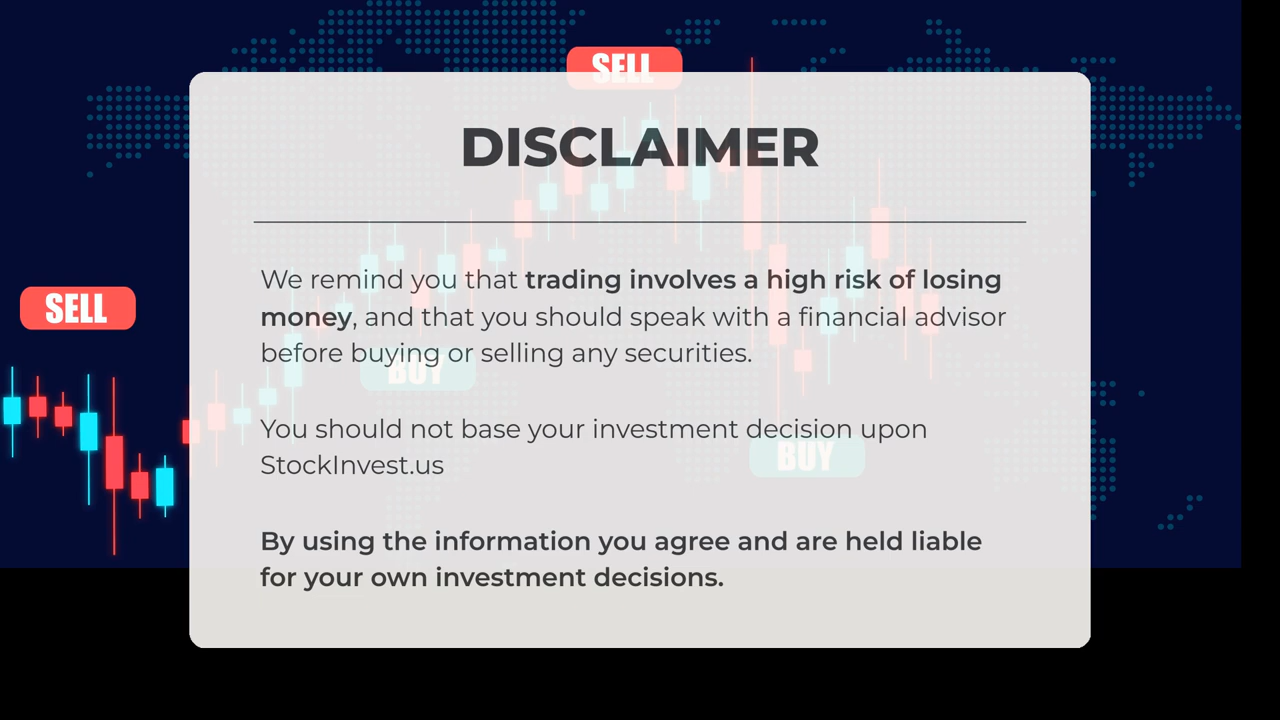 SELL
DISCLAIMER
We remind you that trading involves a high risk of losing
money, and that you should speak with a financial advisor
before buying or selling any securities.
SELL
BUY
You should not base your investment decision upon
StockInvest.us
BUY
By using the information you agree and are held liable
for your own investment decisions.